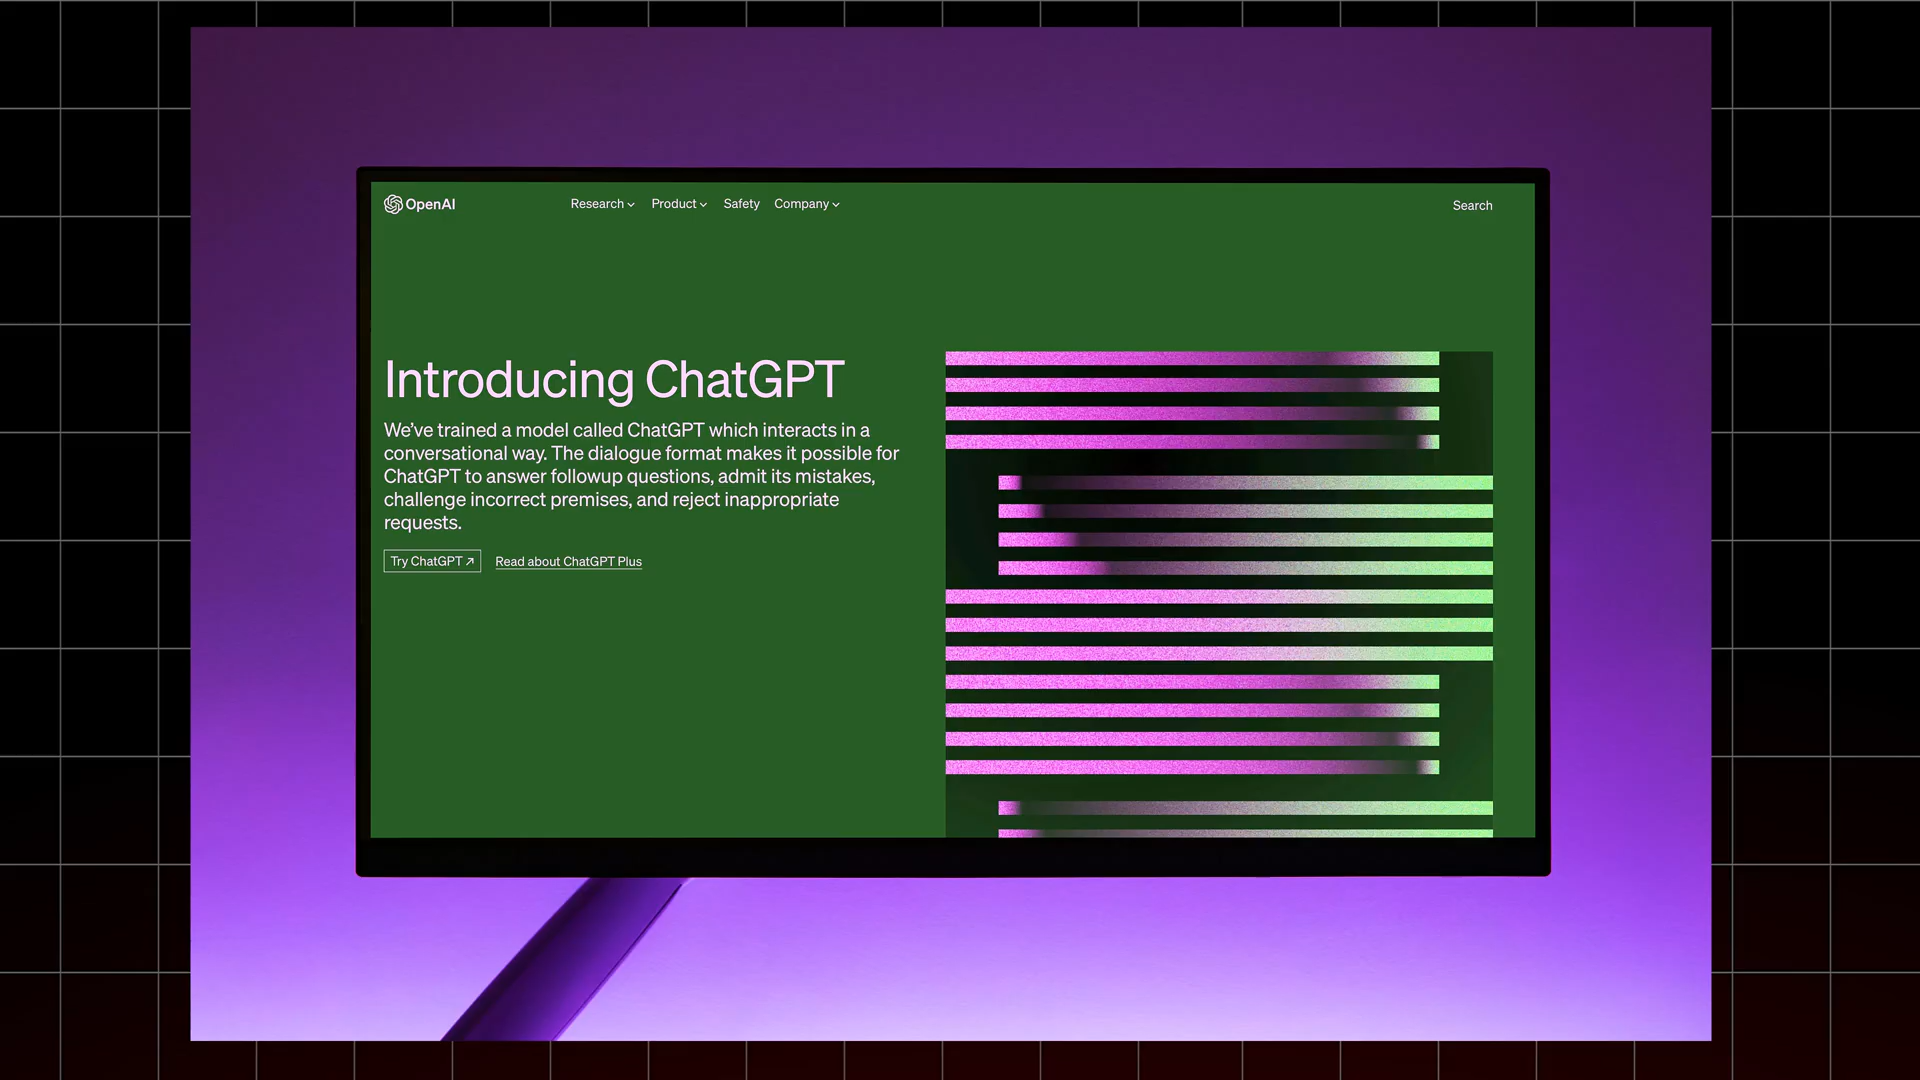 OpenAI
Research Product Safety Company
Search
Introducing ChatGPT
We’ve trained a model called ChatGPT which interacts in a
conversational way. The dialogue format makes it possible for
ChatGPT to answer followup questions, admit its mistakes,
challenge incorrect premises, and reject inappropriate
requests.
Try ChatGPT ↗
Read about ChatGPT Plus